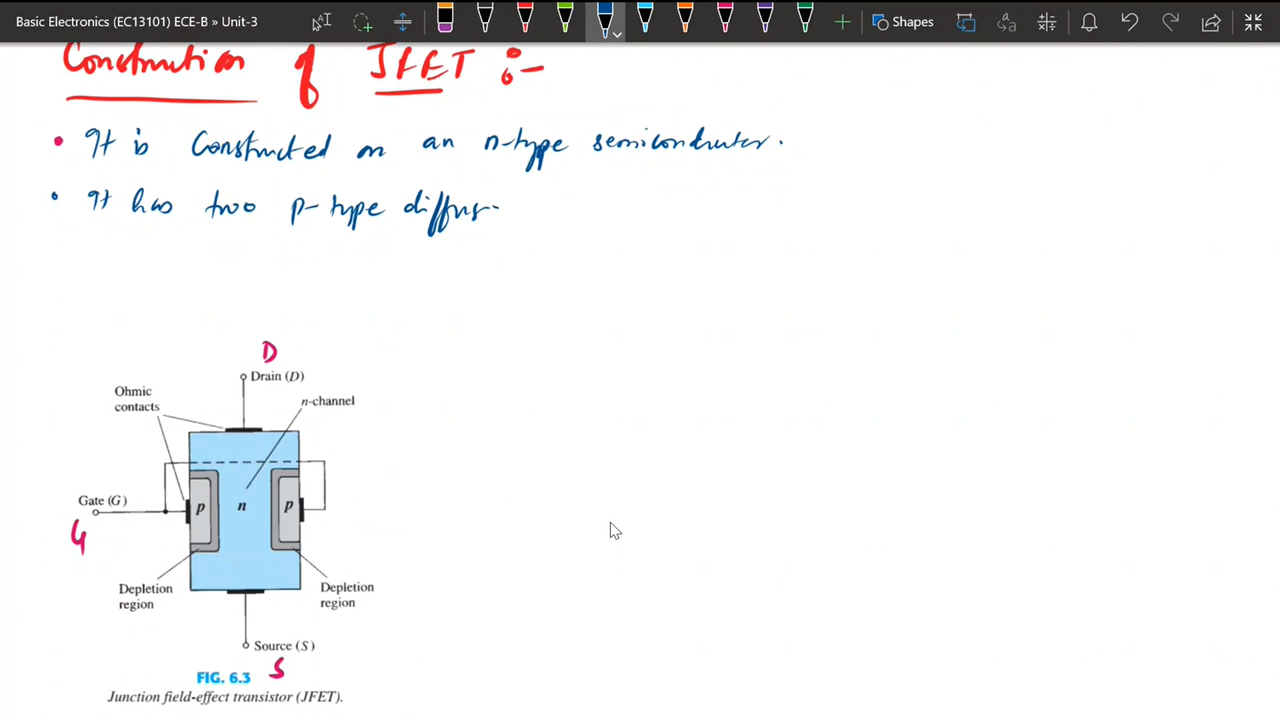 Basic Electronics (EC13101) ECE-B » Unit-3
Shapes
Construction of JFET :-
• It is constructed on an n-type semiconductor.
• It has two p-type diffus-
D
Drain (D)
Ohmic
contacts
n-channel
Gate (G)
G
p
n
p
Depletion
region
Depletion
region
Source (S)
S
FIG. 6.3
Junction field-effect transistor (JFET).